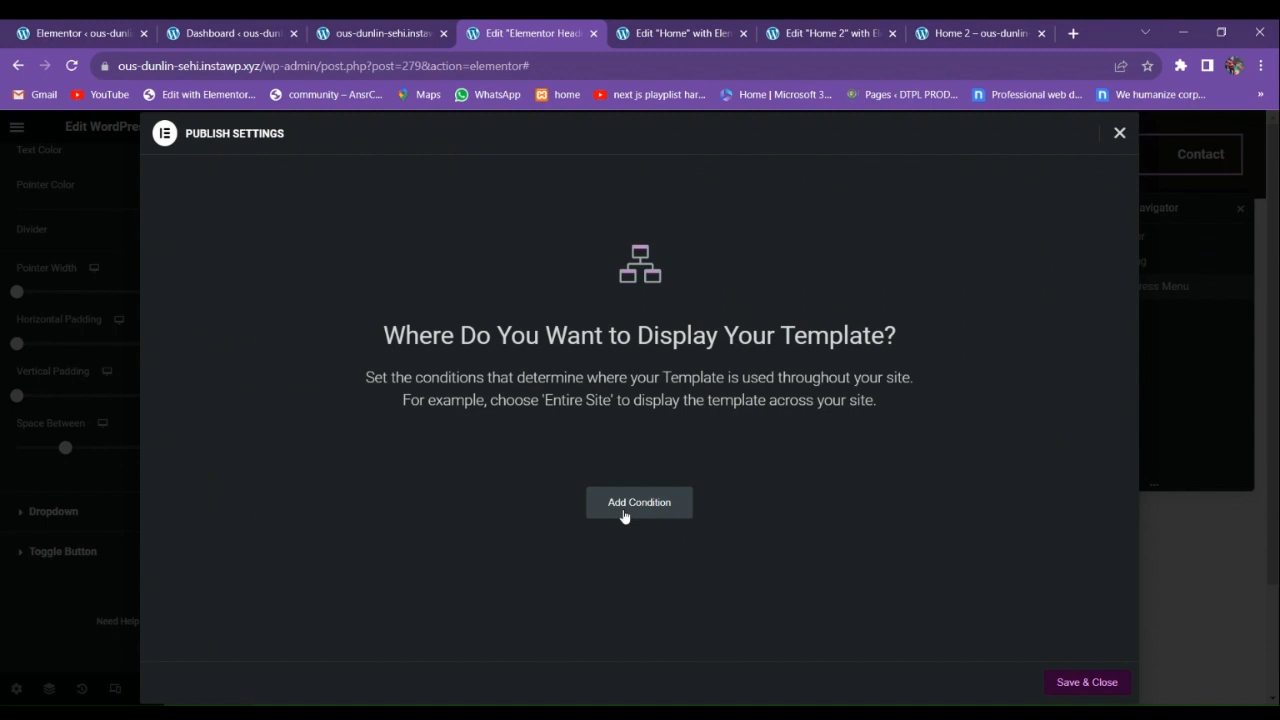 Elementor ‹ ous-dunli
Dashboard ‹ ous-dunl
ous-dunlin-sehi.instav
Edit "Elementor Head
Edit "Home" with Elem
Edit "Home 2" with El
Home 2 – ous-dunlin
ous-dunlin-sehi.instawp.xyz/wp-admin/post.php?post=279&action=elementor#
Gmail
YouTube
Edit with Elementor...
community – AnsrC...
Maps
WhatsApp
home
next js playlist har...
Home | Microsoft 3...
Pages ‹ DTPL PROD...
Professional web d...
We humanize corp...
»
Edit WordPre
PUBLISH SETTINGS
Contact
Text Color
Pointer Color
Divider
Pointer Width
Horizontal Padding
Vertical Padding
Space Between
Dropdown
Toggle Button
Need Help
avigator
ress Menu
Where Do You Want to Display Your Template?
Set the conditions that determine where your Template is used throughout your site.
For example, choose 'Entire Site' to display the template across your site.
Add Condition
Save & Close